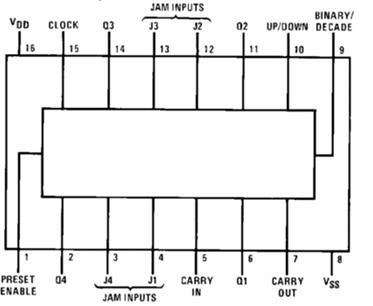 JAM INPUTS
BINARY/
DECADE
VDD CLOCK Q3 J3 J2 Q2 UP/DOWN
16 15 14 13 12 11 10 9
1 2 3 4 5 6 7 8
PRESET
ENABLE
Q4 J4 J1 CARRY
IN
Q1 CARRY
OUT
VSS
JAM INPUTS